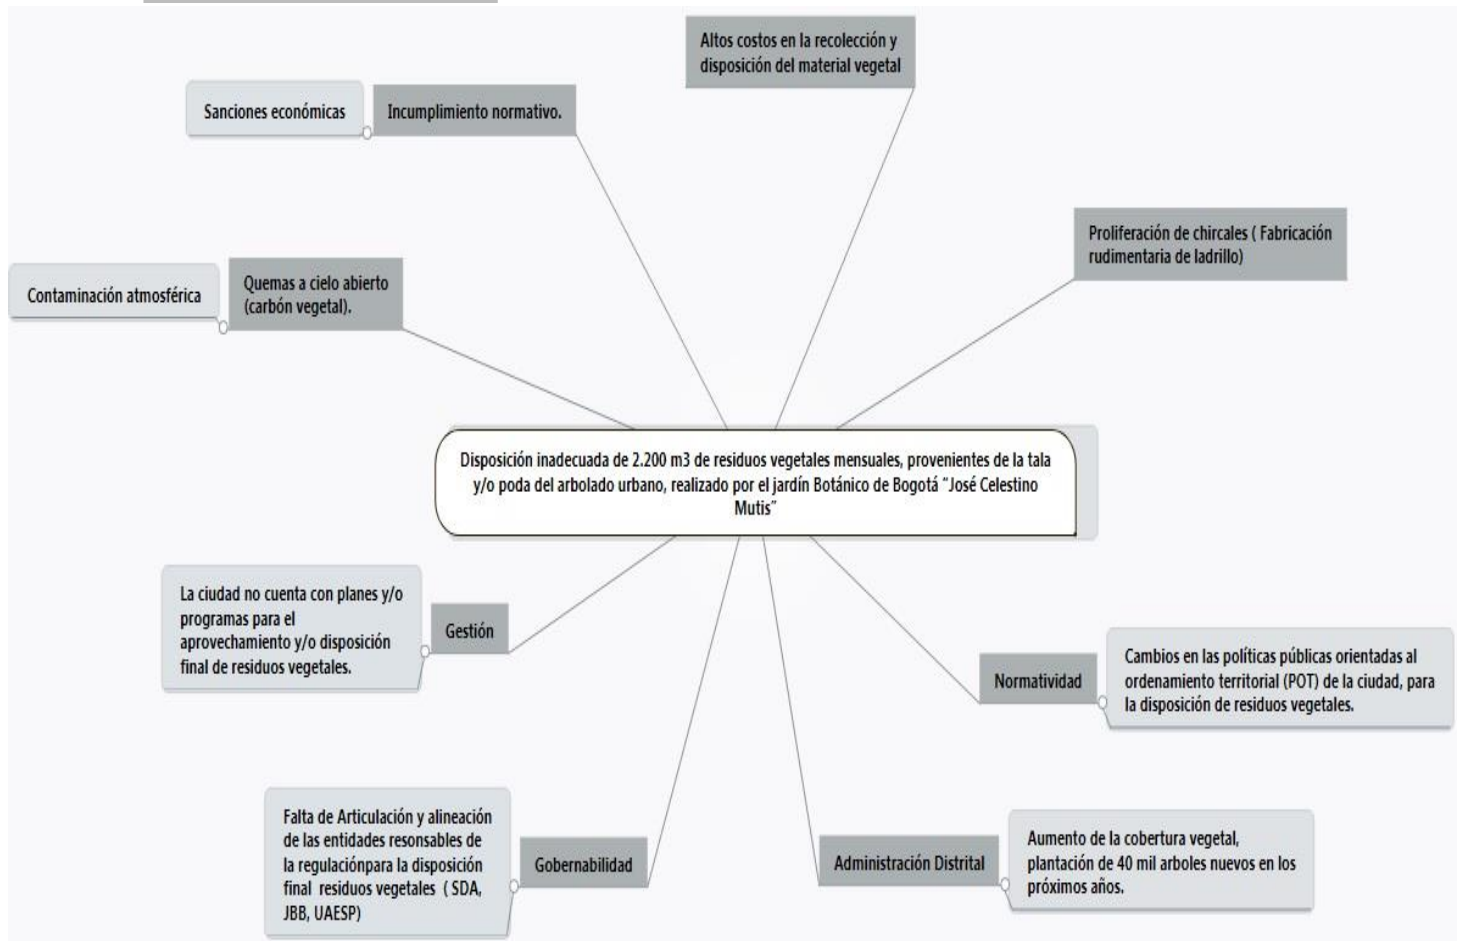 Altos costos en la recolección y
disposición del material vegetal
Sanciones económicas
Incumplimiento normativo.
Proliferación de chircales ( Fabricación
rudimentaria de ladrillo)
Contaminación atmosférica
Quemas a cielo abierto
(carbón vegetal).
Disposición inadecuada de 2.200 m3 de residuos vegetales mensuales, provenientes de la tala
y/o poda del arbolado urbano, realizado por el jardín Botánico de Bogotá “José Celestino
Mutis”
La ciudad no cuenta con planes y/o
programas para el
aprovechamiento y/o disposición
final de residuos vegetales.
Gestión
Normatividad
Cambios en las políticas públicas orientadas al
ordenamiento territorial (POT) de la ciudad, para
la disposición de residuos vegetales.
Falta de Articulación y alineación
de las entidades resonsables de
la regulaciónpara la disposición
final residuos vegetales ( SDA,
JBB, UAESP)
Gobernabilidad
Administración Distrital
Aumento de la cobertura vegetal,
plantación de 40 mil arboles nuevos en los
próximos años.